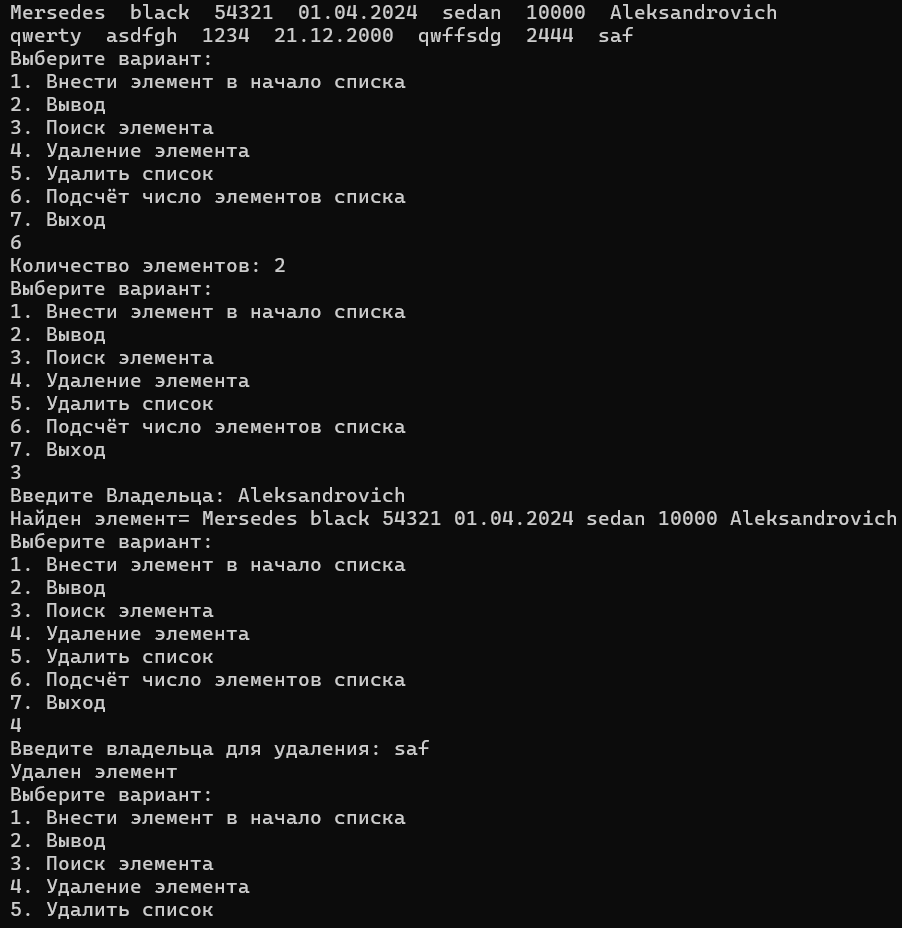 Mersedes  black  54321  01.04.2024  sedan  10000  Aleksandrovich
qwerty  asdfgh  1234  21.12.2000  qwffsdg  2444  saf
Выберите вариант:
1. Внести элемент в начало списка
2. Вывод
3. Поиск элемента
4. Удаление элемента
5. Удалить список
6. Подсчёт число элементов списка
7. Выход
6
Количество элементов: 2
Выберите вариант:
1. Внести элемент в начало списка
2. Вывод
3. Поиск элемента
4. Удаление элемента
5. Удалить список
6. Подсчёт число элементов списка
7. Выход
3
Введите Владельца: Aleksandrovich
Найден элемент= Mersedes black 54321 01.04.2024 sedan 10000 Aleksandrovich
Выберите вариант:
1. Внести элемент в начало списка
2. Вывод
3. Поиск элемента
4. Удаление элемента
5. Удалить список
6. Подсчёт число элементов списка
7. Выход
4
Введите владельца для удаления: saf
Удален элемент
Выберите вариант:
1. Внести элемент в начало списка
2. Вывод
3. Поиск элемента
4. Удаление элемента
5. Удалить список